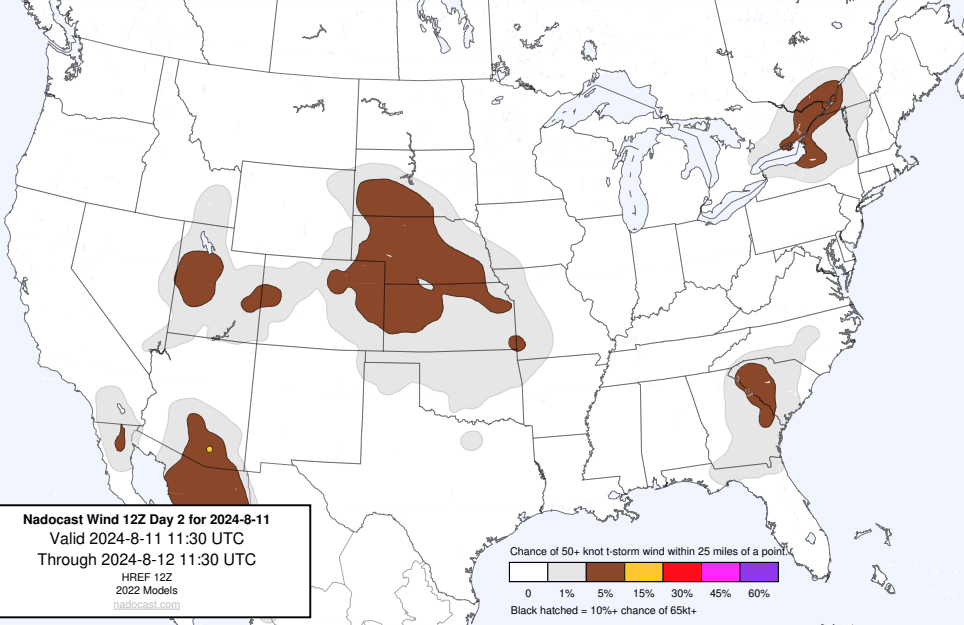 Nadocast Wind 12Z Day 2 for 2024-8-11
Valid 2024-8-11 11:30 UTC
Through 2024-8-12 11:30 UTC
HREF 12Z
2022 Models
nadocast.com
Chance of 50+ knot t-storm wind within 25 miles of a point.
0 1% 5% 15% 30% 45% 60%
Black hatched = 10%+ chance of 65kt+